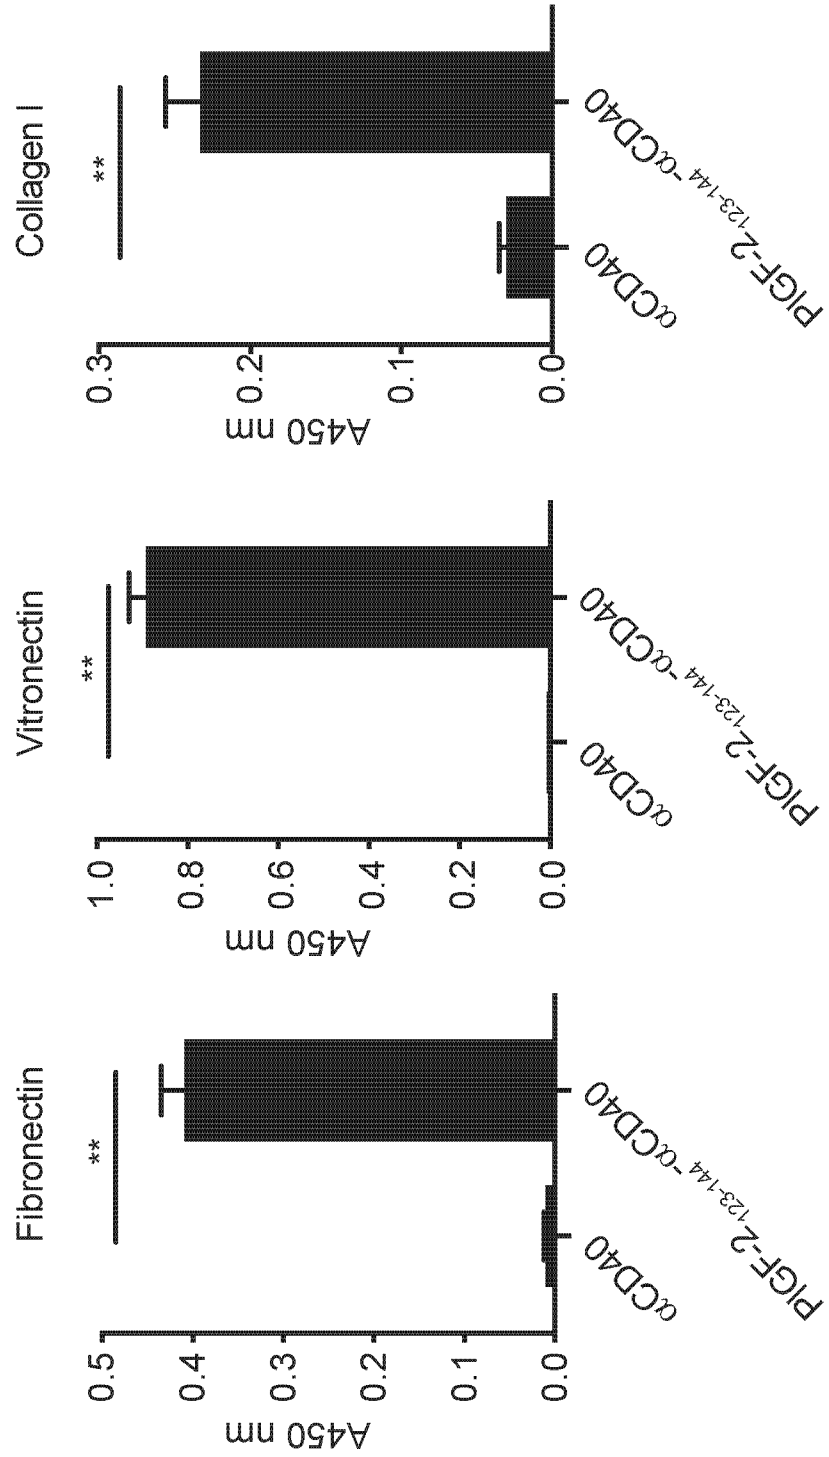 Fibronectin
**
A450 nm
0.5
0.4
0.3
0.2
0.1
0.0
αCD40
PlGF-2123-144-αCD40
Vitronectin
**
A450 nm
1.0
0.8
0.6
0.4
0.2
0.0
αCD40
PlGF-2123-144-αCD40
Collagen I
**
A450 nm
0.3
0.2
0.1
0.0
αCD40
PlGF-2123-144-αCD40